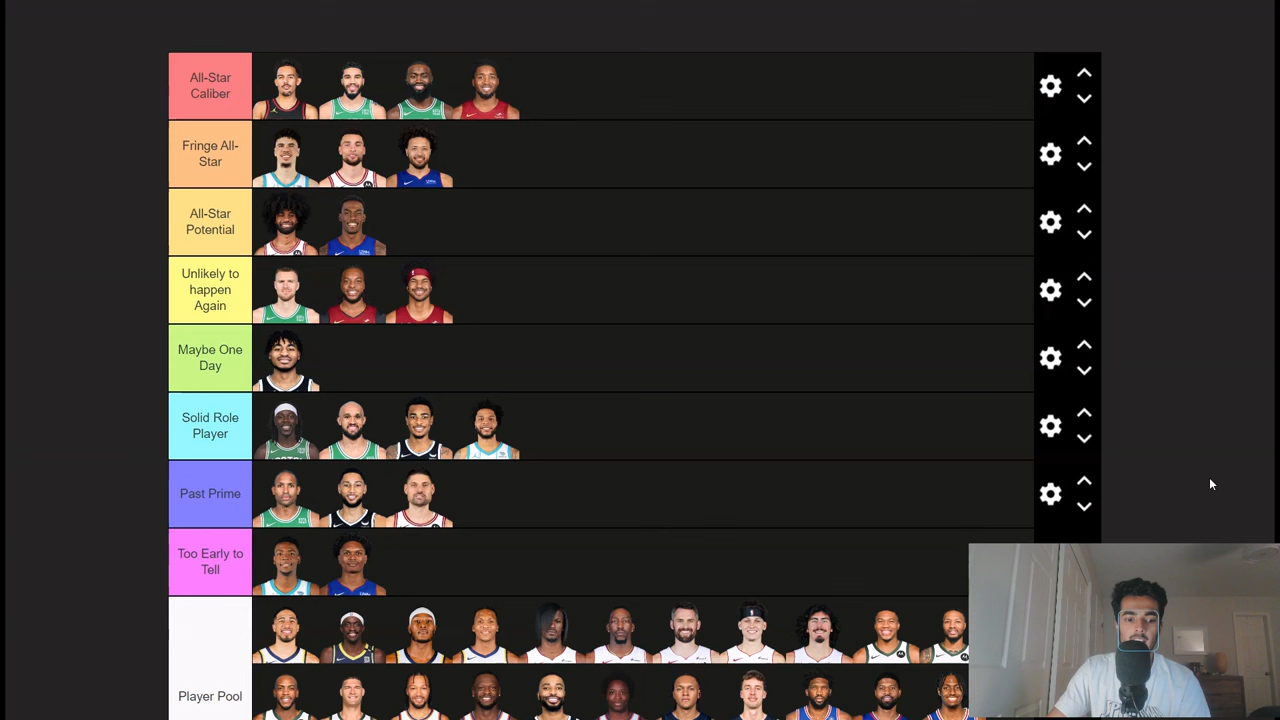 All-Star
Caliber
Fringe All-
Star
All-Star
Potential
Unlikely to
happen
Again
Maybe One
Day
Solid Role
Player
Past Prime
Too Early to
Tell
Player Pool